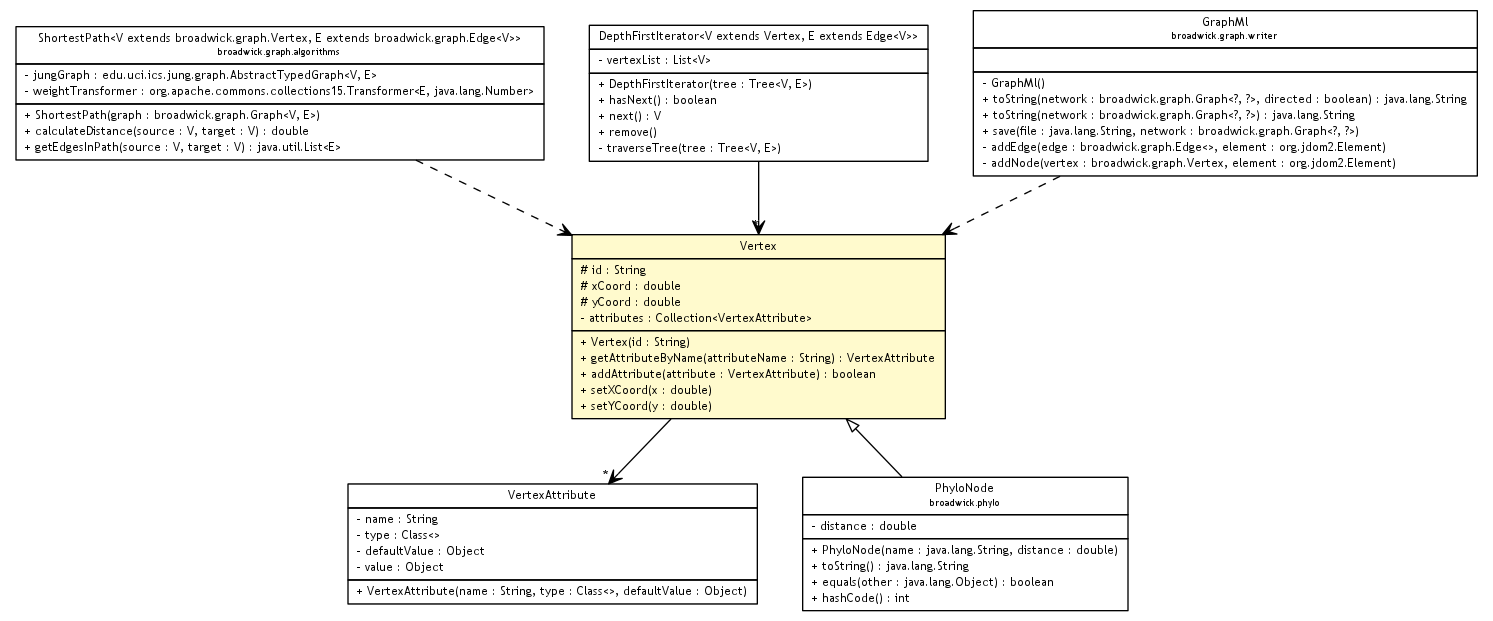 ShortestPath<V extends broadwick.graph.Vertex, E extends broadwick.graph.Edge<V>>
broadwick.graph.algorithms
- jungGraph : edu.uci.ics.jung.graph.AbstractTypedGraph<V, E>
- weightTransformer : org.apache.commons.collections15.Transformer<E, java.lang.Number>
+ ShortestPath(graph : broadwick.graph.Graph<V, E>)
+ calculateDistance(source : V, target : V) : double
+ getEdgesInPath(source : V, target : V) : java.util.List<E>
DepthFirstIterator<V extends Vertex, E extends Edge<V>>
- vertexList : List<V>
+ DepthFirstIterator(tree : Tree<V, E>)
+ hasNext() : boolean
+ next() : V
+ remove()
- traverseTree(tree : Tree<V, E>)
GraphMl
broadwick.graph.writer
- GraphMl()
+ toString(network : broadwick.graph.Graph<?, ?>, directed : boolean) : java.lang.String
+ toString(network : broadwick.graph.Graph<?, ?>) : java.lang.String
+ save(file : java.lang.String, network : broadwick.graph.Graph<?, ?>)
- addEdge(edge : broadwick.graph.Edge<>, element : org.jdom2.Element)
- addNode(vertex : broadwick.graph.Vertex, element : org.jdom2.Element)
Vertex
# id : String
# xCoord : double
# yCoord : double
- attributes : Collection<VertexAttribute>
+ Vertex(id : String)
+ getAttributeByName(attributeName : String) : VertexAttribute
+ addAttribute(attribute : VertexAttribute) : boolean
+ setXCoord(x : double)
+ setYCoord(y : double)
*
VertexAttribute
- name : String
- type : Class<>
- defaultValue : Object
- value : Object
+ VertexAttribute(name : String, type : Class<>, defaultValue : Object)
PhyloNode
broadwick.phylo
- distance : double
+ PhyloNode(name : java.lang.String, distance : double)
+ toString() : java.lang.String
+ equals(other : java.lang.Object) : boolean
+ hashCode() : int